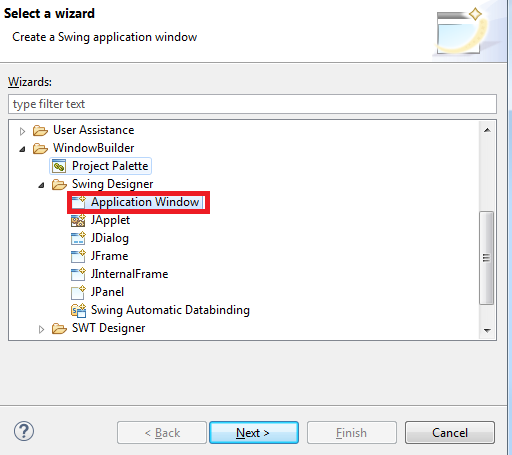 Select a wizard
Create a Swing application window
Wizards:
type filter text
User Assistance
WindowBuilder
Project Palette
Swing Designer
Application Window
JApplet
JDialog
JFrame
JInternalFrame
JPanel
Swing Automatic Databinding
SWT Designer
?
< Back Next > Finish Cancel